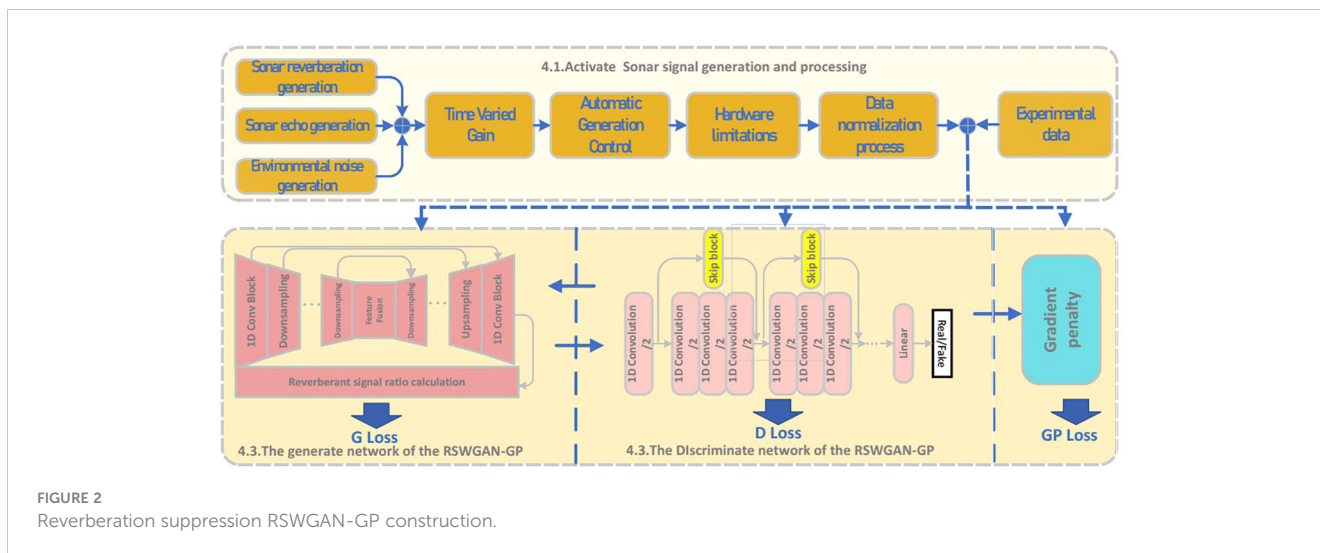 4.1.Activate Sonar signal generation and processing
Sonar reverberation
generation
Sonar echo generation
Environmental noise
generation
Time Varied
Gain
Automatic
Generation
Control
Hardware
limitations
Data
normalization
process
Experimental
data
1D Conv Block
Downsampling
...
Downsampling
Feature
Fusion
Downsampling
...
Upsampling
1D Conv Block
Reverberant signal ratio calculation
G Loss
4.3.The generate network of the RSWGAN-GP
Skip block
Skip block
1D Convolution
/2
1D Convolution
/2
1D Convolution
/2
1D Convolution
/2
1D Convolution
/2
1D Convolution
/2
1D Convolution
/2
......
Linear
Real/Fake
D Loss
4.3.The DIscriminate network of the RSWGAN-GP
Gradient
penalty
GP Loss
FIGURE 2
Reverberation suppression RSWGAN-GP construction.